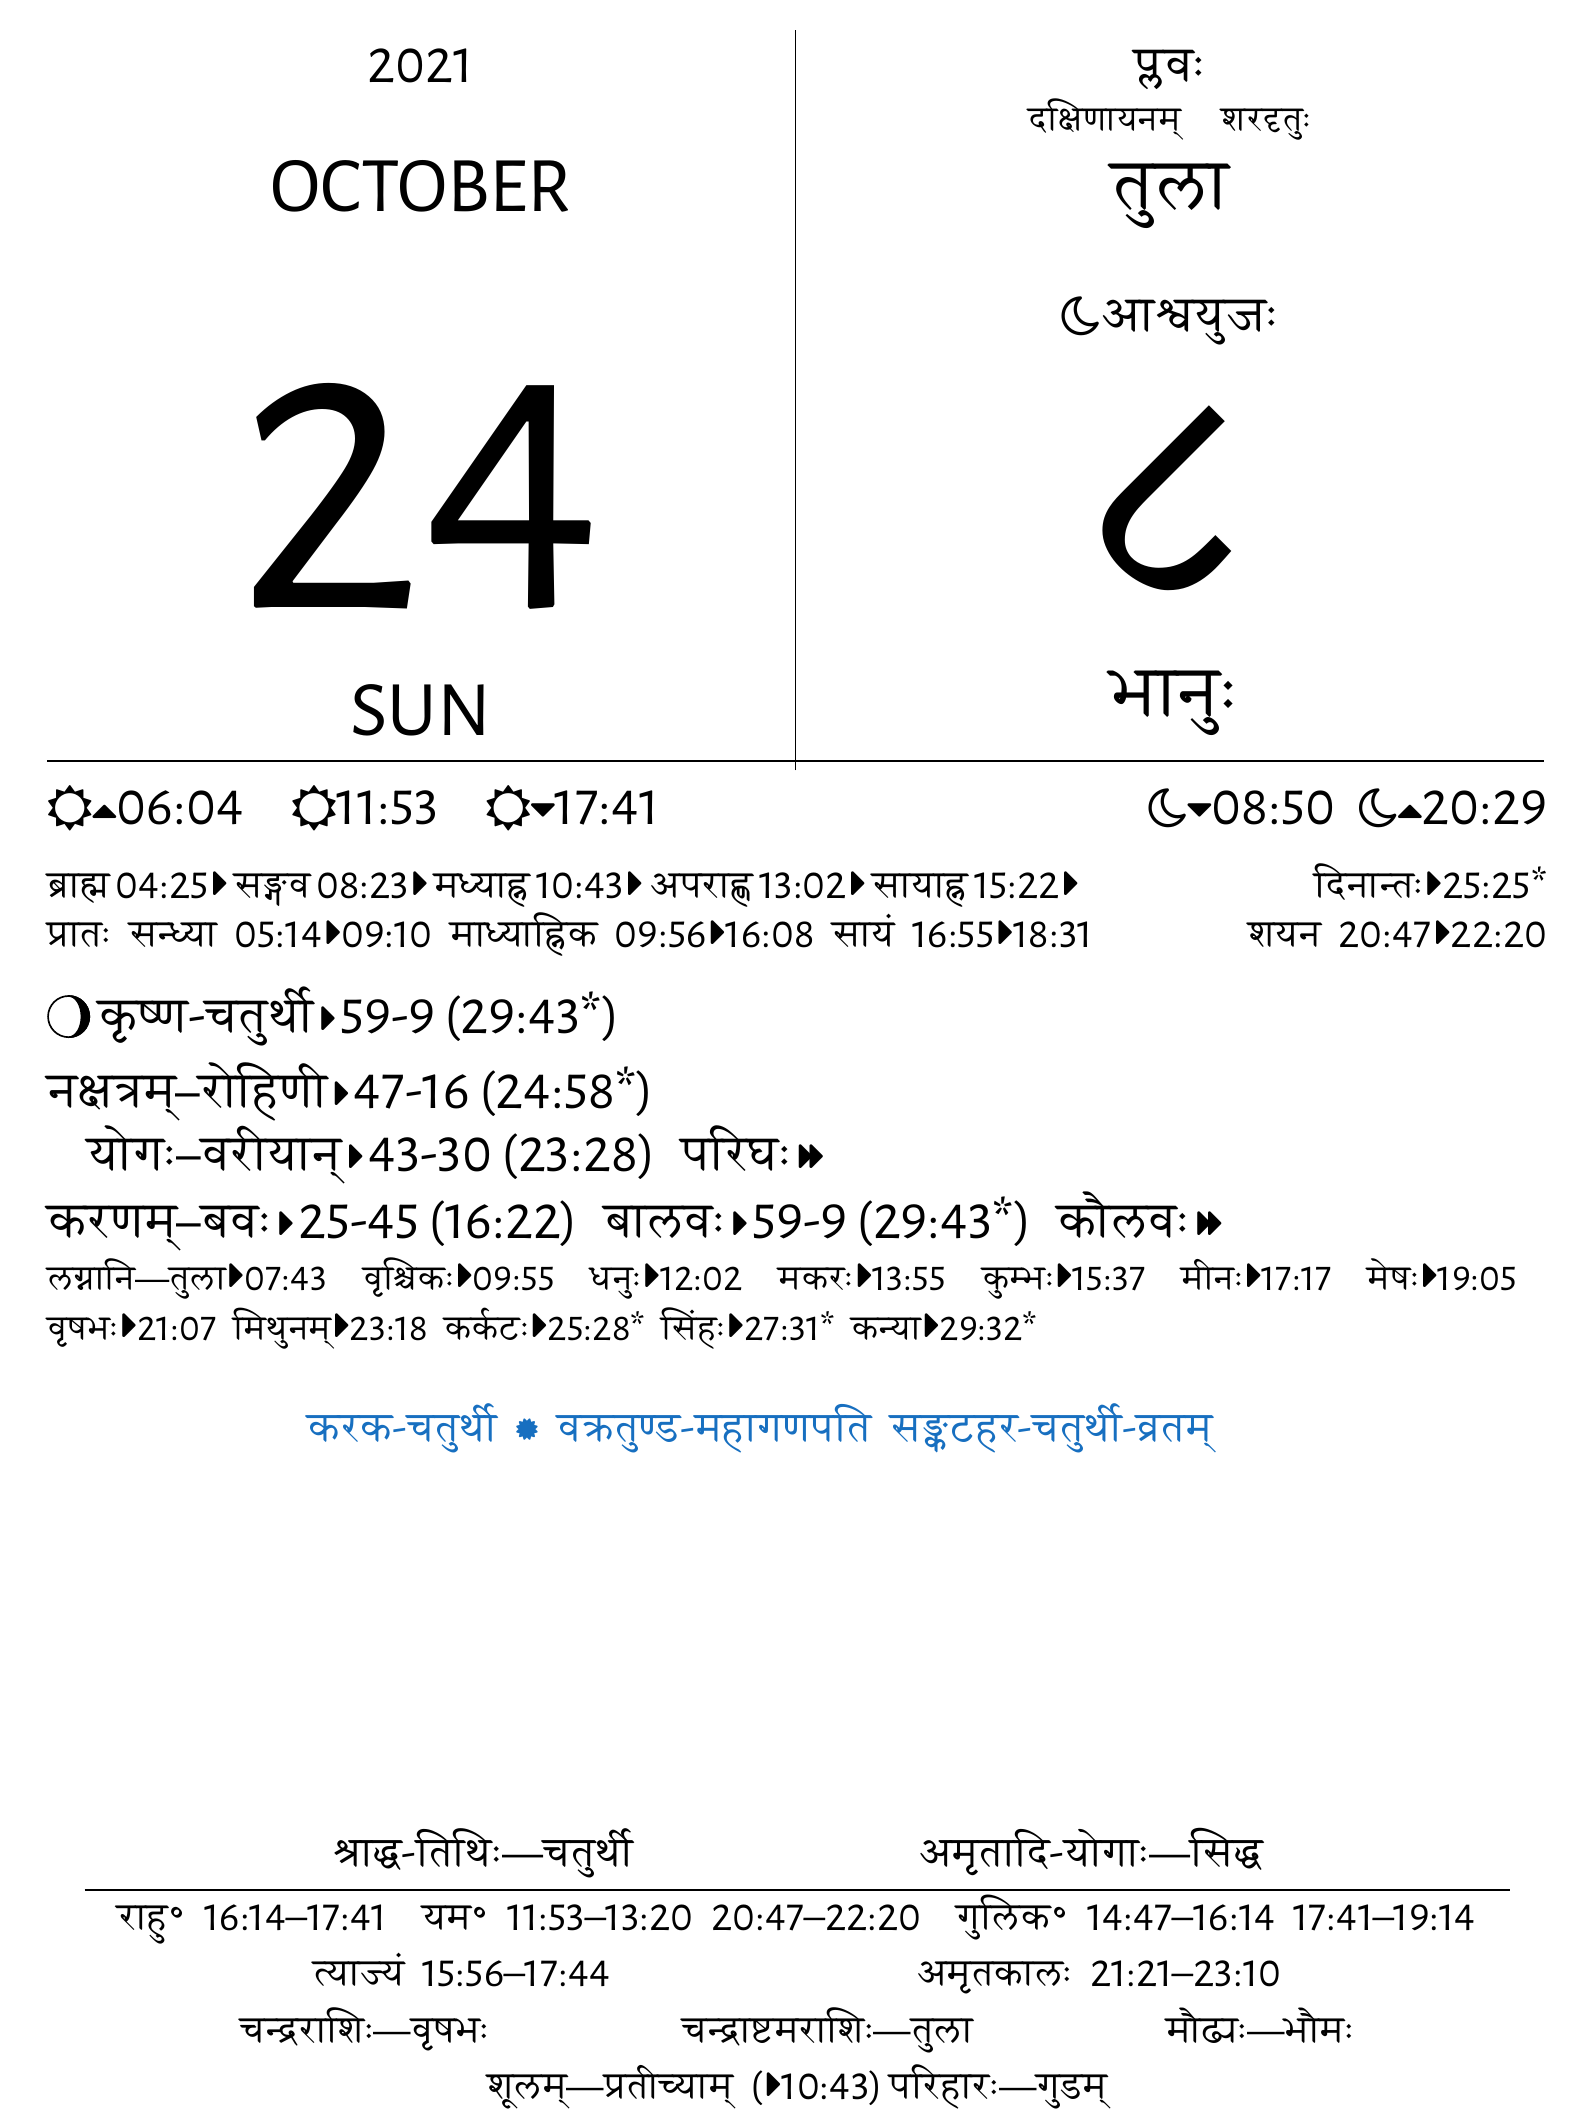 2021
OCTOBER
24
SUN
प्लवः
दक्षिणायनम् शरदृतुः
तुला
आश्वयुजः
८
भानुः
06:04 11:53 17:41 08:50 20:29
ब्राह्म 04:25 सङ्गव 08:23 मध्याह्न 10:43 अपराह्ण 13:02 सायाह्न 15:22 दिनान्तः 25:25*
प्रातः सन्ध्या 05:14 09:10 माध्याह्निक 09:56 16:08 सायं 16:55 18:31 शयन 20:47 22:20
कृष्ण-चतुर्थी 59-9 (29:43*)
नक्षत्रम्–रोहिणी 47-16 (24:58*)
योगः–वरीयान् 43-30 (23:28) परिघः
करणम्–बवः 25-45 (16:22) बालवः 59-9 (29:43*) कौलवः
लग्नानि—तुला 07:43 वृश्चिकः 09:55 धनुः 12:02 मकरः 13:55 कुम्भः 15:37 मीनः 17:17 मेषः 19:05
वृषभः 21:07 मिथुनम् 23:18 कर्कटः 25:28* सिंहः 27:31* कन्या 29:32*
करक-चतुर्थी ✹ वक्रतुण्ड-महागणपति सङ्कटहर-चतुर्थी-व्रतम्
श्राद्ध-तिथिः—चतुर्थी अमृतादि-योगाः—सिद्ध
राहु॰ 16:14–17:41 यम॰ 11:53–13:20 20:47–22:20 गुलिक॰ 14:47–16:14 17:41–19:14
त्याज्यं 15:56–17:44 अमृतकालः 21:21–23:10
चन्द्रराशिः—वृषभः चन्द्राष्टमराशिः—तुला मौढ्यः—भौमः
शूलम्—प्रतीच्याम् (10:43) परिहारः—गुडम्